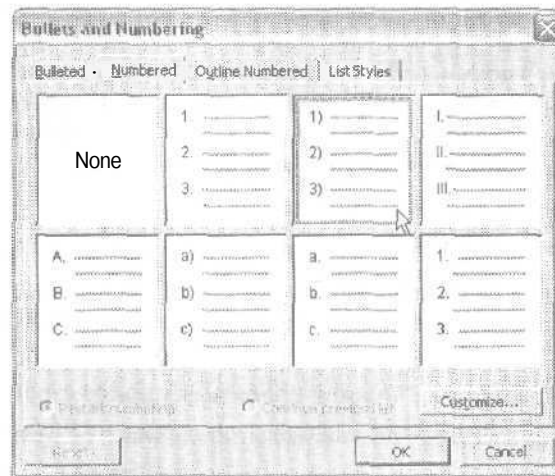 Bullets and Numbering
Bulleted Numbered Outline Numbered List Styles
None
1.
2.
3.
1)
2)
3)
I.
II.
III.
A.
B.
C.
a)
b)
c)
a.
b.
c.
1.
2.
3.
Customize...
OK Cancel